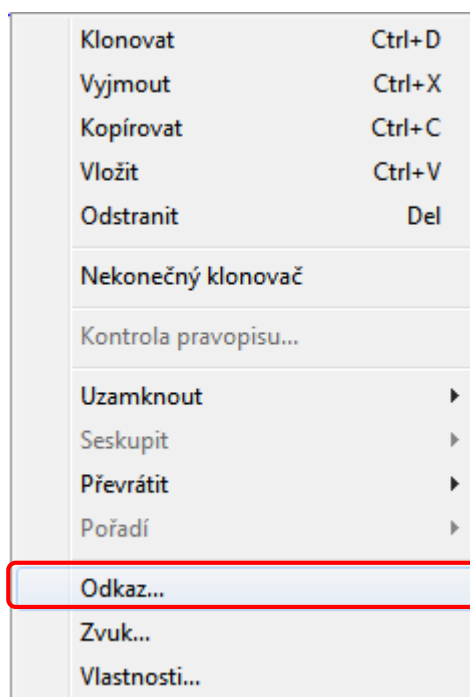 Klonovat Ctrl+D
Vyjmout Ctrl+X
Kopírovat Ctrl+C
Vložit Ctrl+V
Odstranit Del
Nekonečný klonovač
Kontrola pravopisu...
Uzamknout
Seskupit
Převrátit
Pořadí
Odkaz...
Zvuk...
Vlastnosti...